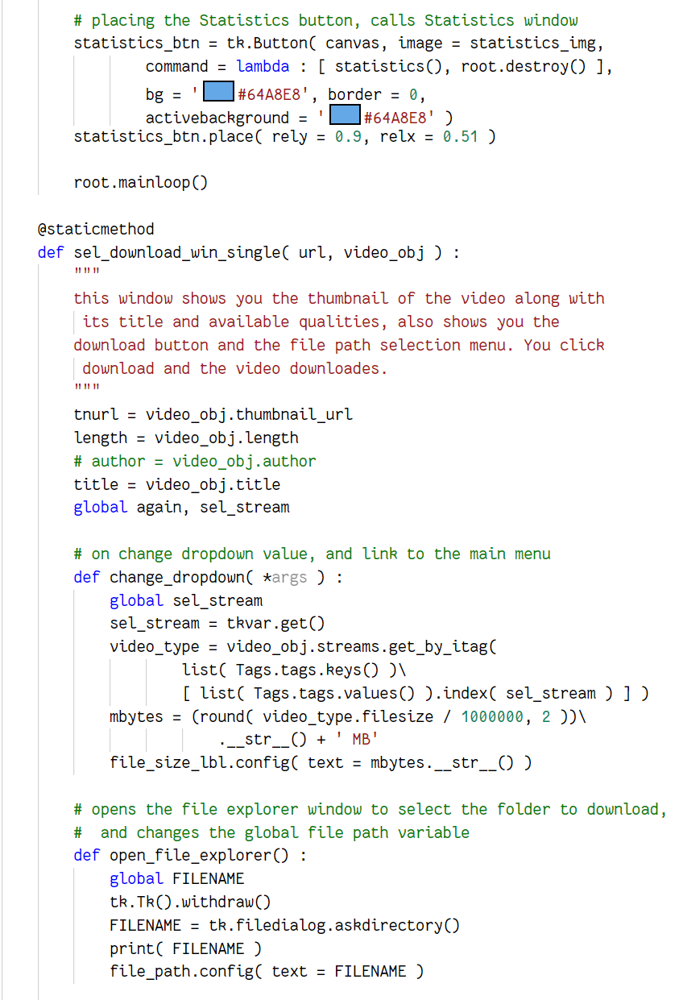 # placing the Statistics button, calls Statistics window
statistics_btn = tk.Button( canvas, image = statistics_img,
command = lambda : [ statistics(), root.destroy() ],
bg = '#64A8E8', border = 0,
activebackground = '#64A8E8' )
statistics_btn.place( rely = 0.9, relx = 0.51 )
root.mainloop()
@staticmethod
def sel_download_win_single( url, video_obj ) :
"""
this window shows you the thumbnail of the video along with
its title and available qualities, also shows you the
download button and the file path selection menu. You click
download and the video downloades.
"""
tnurl = video_obj.thumbnail_url
length = video_obj.length
# author = video_obj.author
title = video_obj.title
global again, sel_stream
# on change dropdown value, and link to the main menu
def change_dropdown( *args ) :
global sel_stream
sel_stream = tkvar.get()
video_type = video_obj.streams.get_by_itag(
list( Tags.tags.keys() )\
[ list( Tags.tags.values() ).index( sel_stream ) ] )
mbytes = (round( video_type.filesize / 1000000, 2 ))\
.__str__() + ' MB'
file_size_lbl.config( text = mbytes.__str__() )
# opens the file explorer window to select the folder to download,
#  and changes the global file path variable
def open_file_explorer() :
global FILENAME
tk.Tk().withdraw()
FILENAME = tk.filedialog.askdirectory()
print( FILENAME )
file_path.config( text = FILENAME )